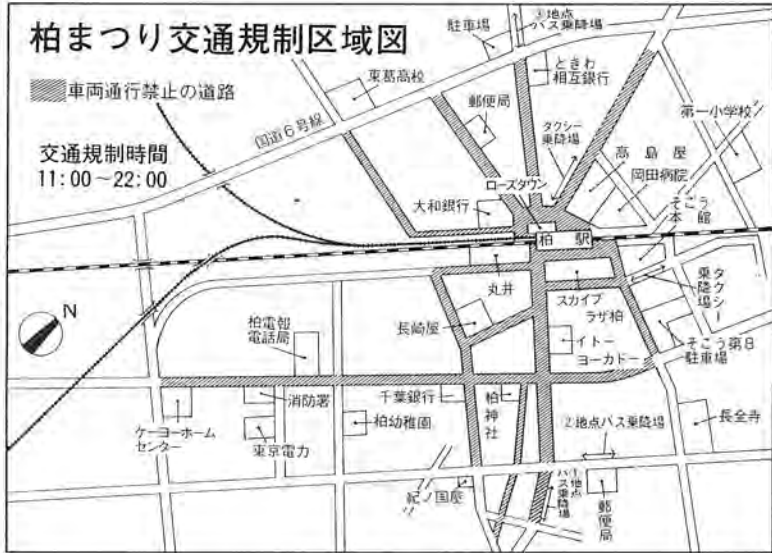 柏まつり交通規制区域図
車両通行禁止の道路
交通規制時間
11:00～22:00
国道6号線
東葛高校
駐車場
③地点
バス乗降場
ときわ
相互銀行
郵便局
タクシー
乗降場
高島屋
岡田病院
第一小学校
そごう
本館
ローズタウン
大和銀行
柏駅
丸井
スカイプ
ラザ柏
タクシー
乗降場
長崎屋
イトー
ヨーカドー
そごう第8
駐車場
N
柏電報
電話局
消防署
千葉銀行
柏神社
ケーヨーホーム
センター
東京電力
柏幼稚園
②地点バス乗降場
長全寺
紀ノ国屋
①地点
バス乗降場
郵便局